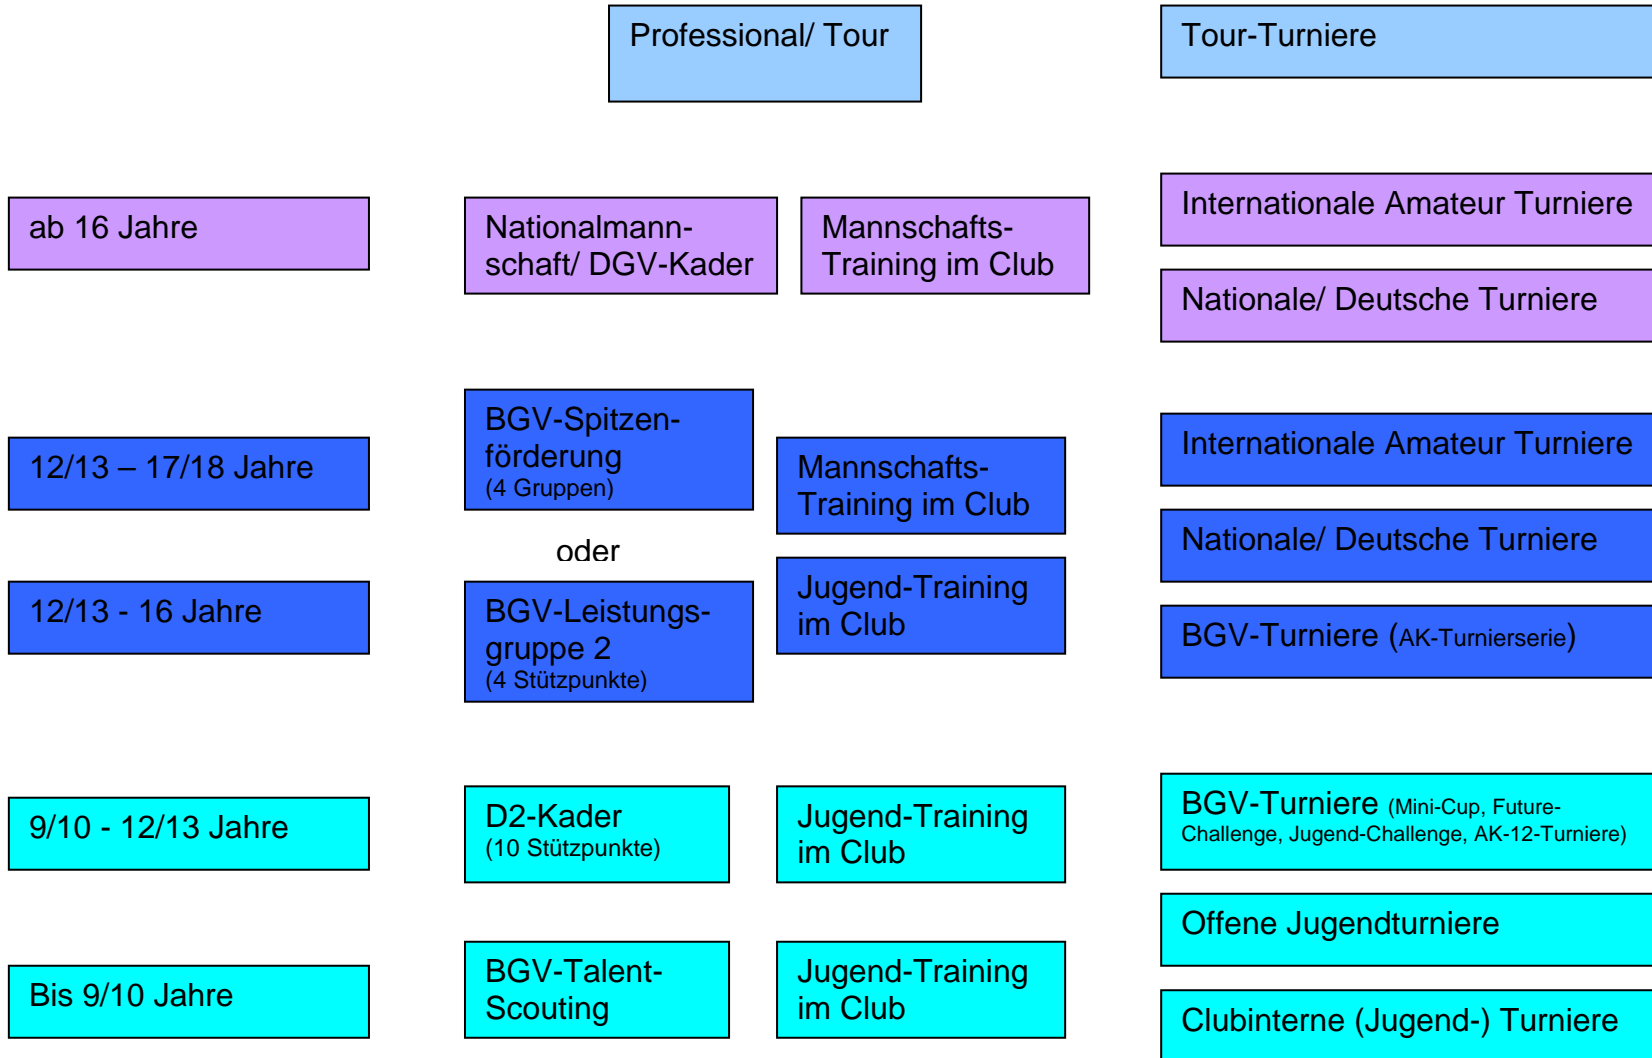 Professional/ Tour
Tour-Turniere
ab 16 Jahre
Nationalmann-
schaft/ DGV-Kader
Mannschafts-
Training im Club
Internationale Amateur Turniere
Nationale/ Deutsche Turniere
12/13 – 17/18 Jahre
BGV-Spitzen-
förderung
(4 Gruppen)
Mannschafts-
Training im Club
Internationale Amateur Turniere
oder
Nationale/ Deutsche Turniere
12/13 - 16 Jahre
BGV-Leistungs-
gruppe 2
(4 Stützpunkte)
Jugend-Training
im Club
BGV-Turniere (AK-Turnierserie)
9/10 - 12/13 Jahre
D2-Kader
(10 Stützpunkte)
Jugend-Training
im Club
BGV-Turniere (Mini-Cup, Future-
Challenge, Jugend-Challenge, AK-12-Turniere)
Offene Jugendturniere
Bis 9/10 Jahre
BGV-Talent-
Scouting
Jugend-Training
im Club
Clubinterne (Jugend-) Turniere